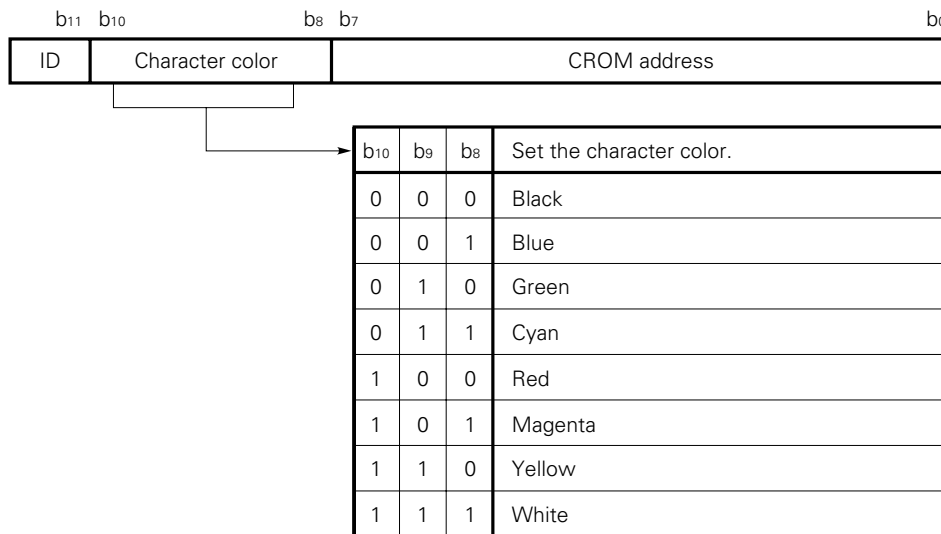 b11 b10 b8 b7 b0
ID Character color CROM address
b10 b9 b8 Set the character color.
0 0 0 Black
0 0 1 Blue
0 1 0 Green
0 1 1 Cyan
1 0 0 Red
1 0 1 Magenta
1 1 0 Yellow
1 1 1 White